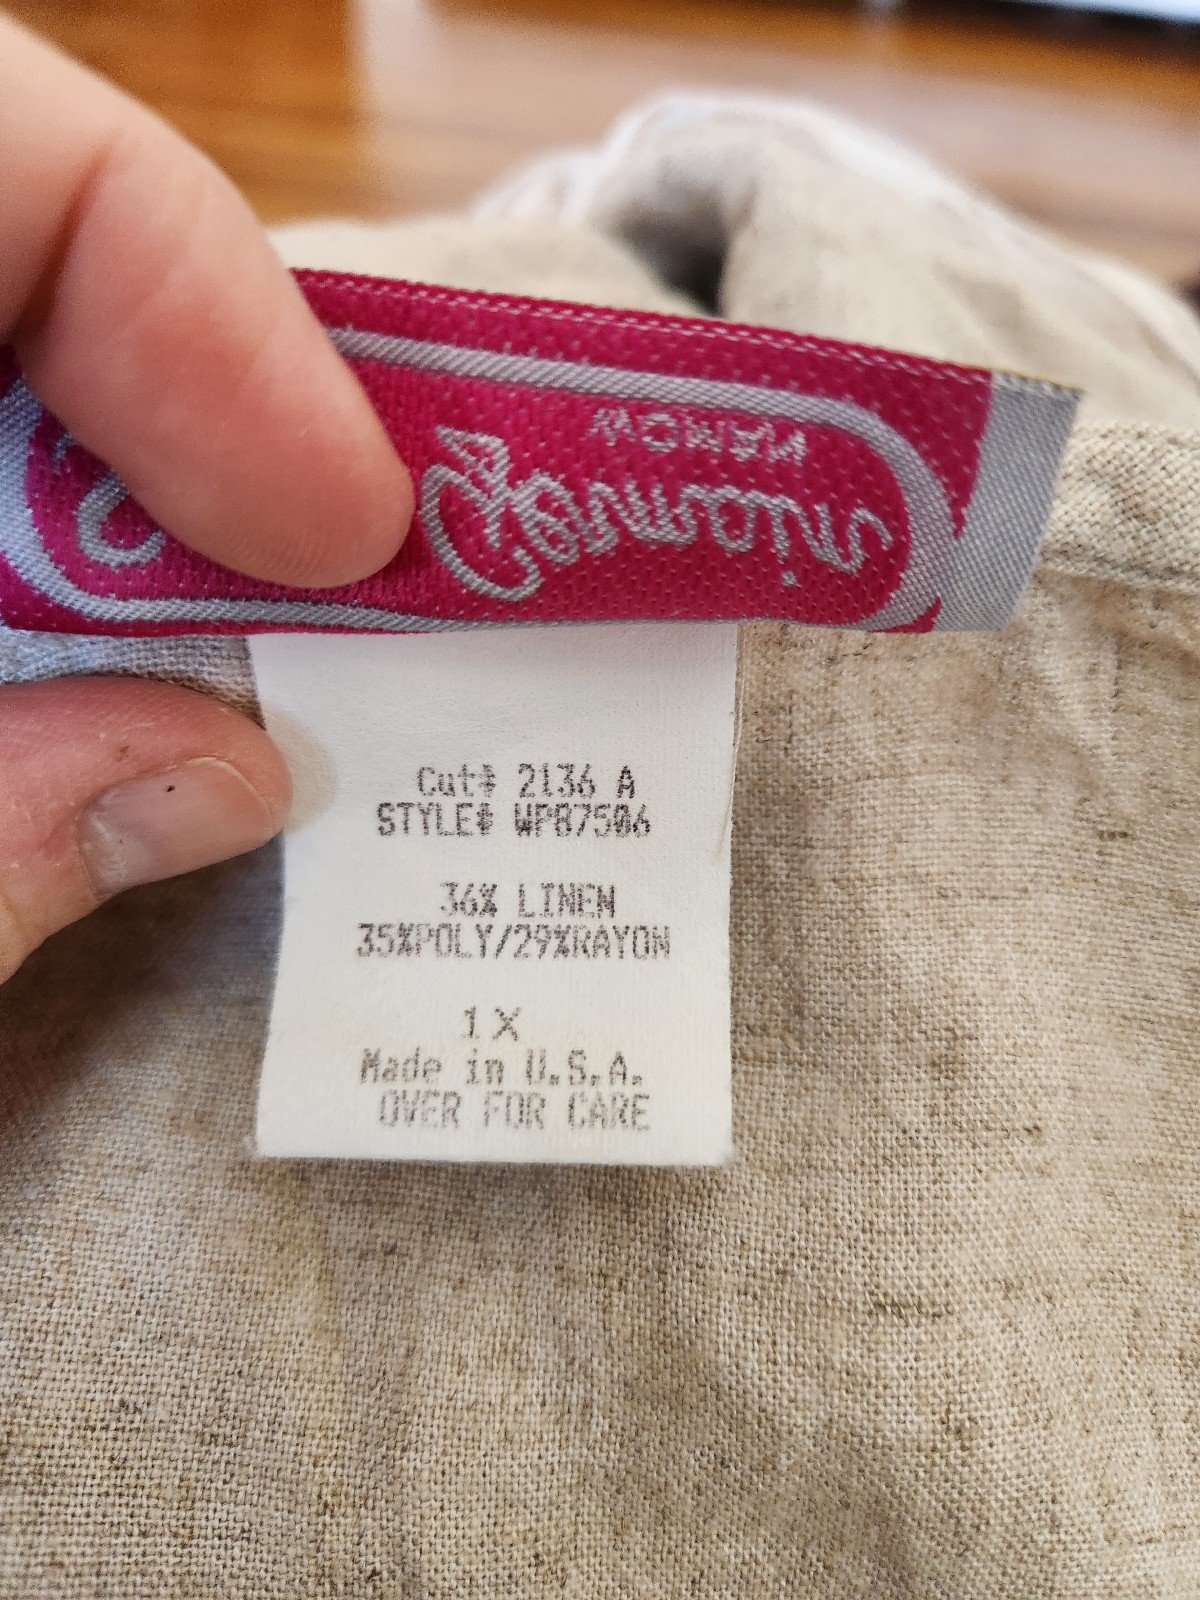 WOMAN
Cut# 2136 A
STYLE# WP87506
36% LINEN
35%POLY/29%RAYON
1X
Made in U.S.A.
OVER FOR CARE